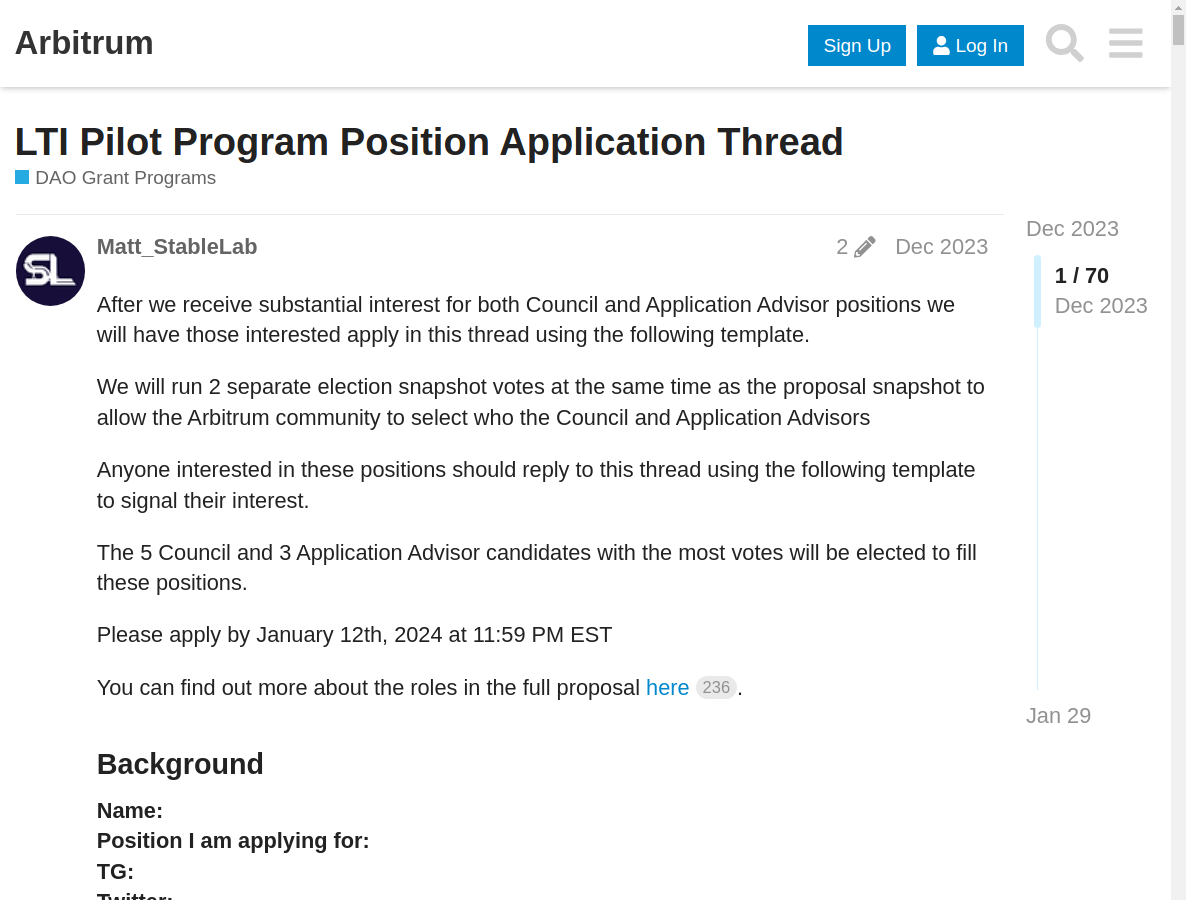 Arbitrum
Sign Up
Log In
LTI Pilot Program Position Application Thread
DAO Grant Programs
Matt_StableLab
2
Dec 2023
SL
After we receive substantial interest for both Council and Application Advisor positions we
will have those interested apply in this thread using the following template.
We will run 2 separate election snapshot votes at the same time as the proposal snapshot to
allow the Arbitrum community to select who the Council and Application Advisors
Anyone interested in these positions should reply to this thread using the following template
to signal their interest.
The 5 Council and 3 Application Advisor candidates with the most votes will be elected to fill
these positions.
Please apply by January 12th, 2024 at 11:59 PM EST
You can find out more about the roles in the full proposal here 236.
Background
Name:
Position I am applying for:
TG:
Twitter:
Dec 2023
1 / 70
Dec 2023
Jan 29